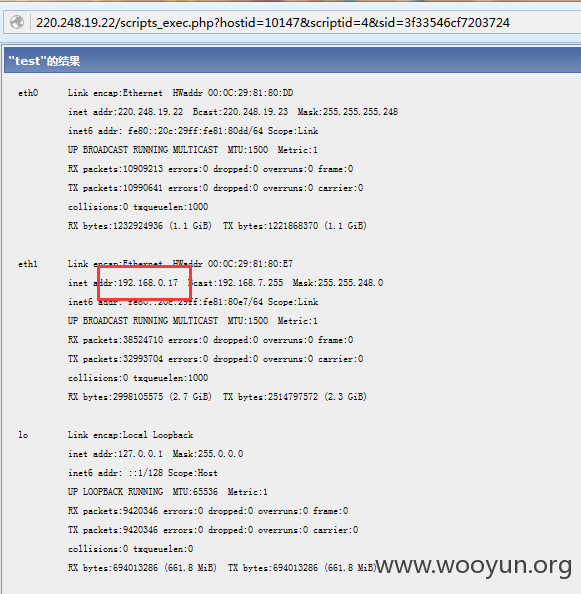 220.248.19.22/scripts_exec.php?hostid=10147&scriptid=4&sid=3f33546cf7203724
"test"的结果
eth0 Link encap:Ethernet HWaddr 00:0C:29:81:80:DD
inet addr:220.248.19.22 Bcast:220.248.19.23 Mask:255.255.255.248
inet6 addr: fe80::20c:29ff:fe81:80dd/64 Scope:Link
UP BROADCAST RUNNING MULTICAST MTU:1500 Metric:1
RX packets:10909213 errors:0 dropped:0 overruns:0 frame:0
TX packets:10990641 errors:0 dropped:0 overruns:0 carrier:0
collisions:0 txqueuelen:1000
RX bytes:1232924936 (1.1 GiB) TX bytes:1221868370 (1.1 GiB)
eth1 Link encap:Ethernet HWaddr 00:0C:29:81:80:E7
inet addr:192.168.0.17 Bcast:192.168.7.255 Mask:255.255.248.0
inet6 addr: fe80::20c:29ff:fe81:80e7/64 Scope:Link
UP BROADCAST RUNNING MULTICAST MTU:1500 Metric:1
RX packets:38524710 errors:0 dropped:0 overruns:0 frame:0
TX packets:32993704 errors:0 dropped:0 overruns:0 carrier:0
collisions:0 txqueuelen:1000
RX bytes:2998105575 (2.7 GiB) TX bytes:2514797572 (2.3 GiB)
lo Link encap:Local Loopback
inet addr:127.0.0.1 Mask:255.0.0.0
inet6 addr: ::1/128 Scope:Host
UP LOOPBACK RUNNING MTU:65536 Metric:1
RX packets:9420346 errors:0 dropped:0 overruns:0 frame:0
TX packets:9420346 errors:0 dropped:0 overruns:0 carrier:0
collisions:0 txqueuelen:0
RX bytes:694013286 (661.8 MiB) TX bytes:694013286 (661.8 MiB)
www.wooyun.org